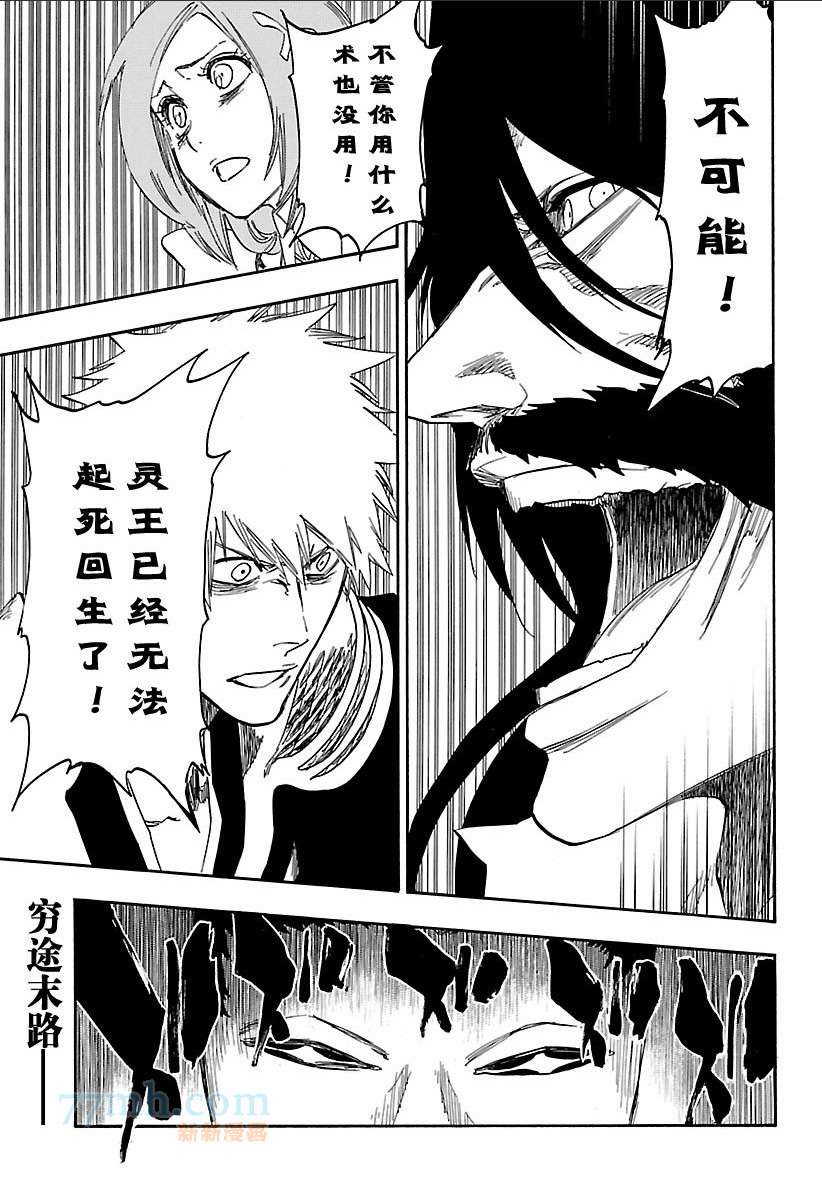 不可能！
不管你用什么
术也没用！
灵王已经无法
起死回生了！
穷途末路——
77mh.com
新新漫画